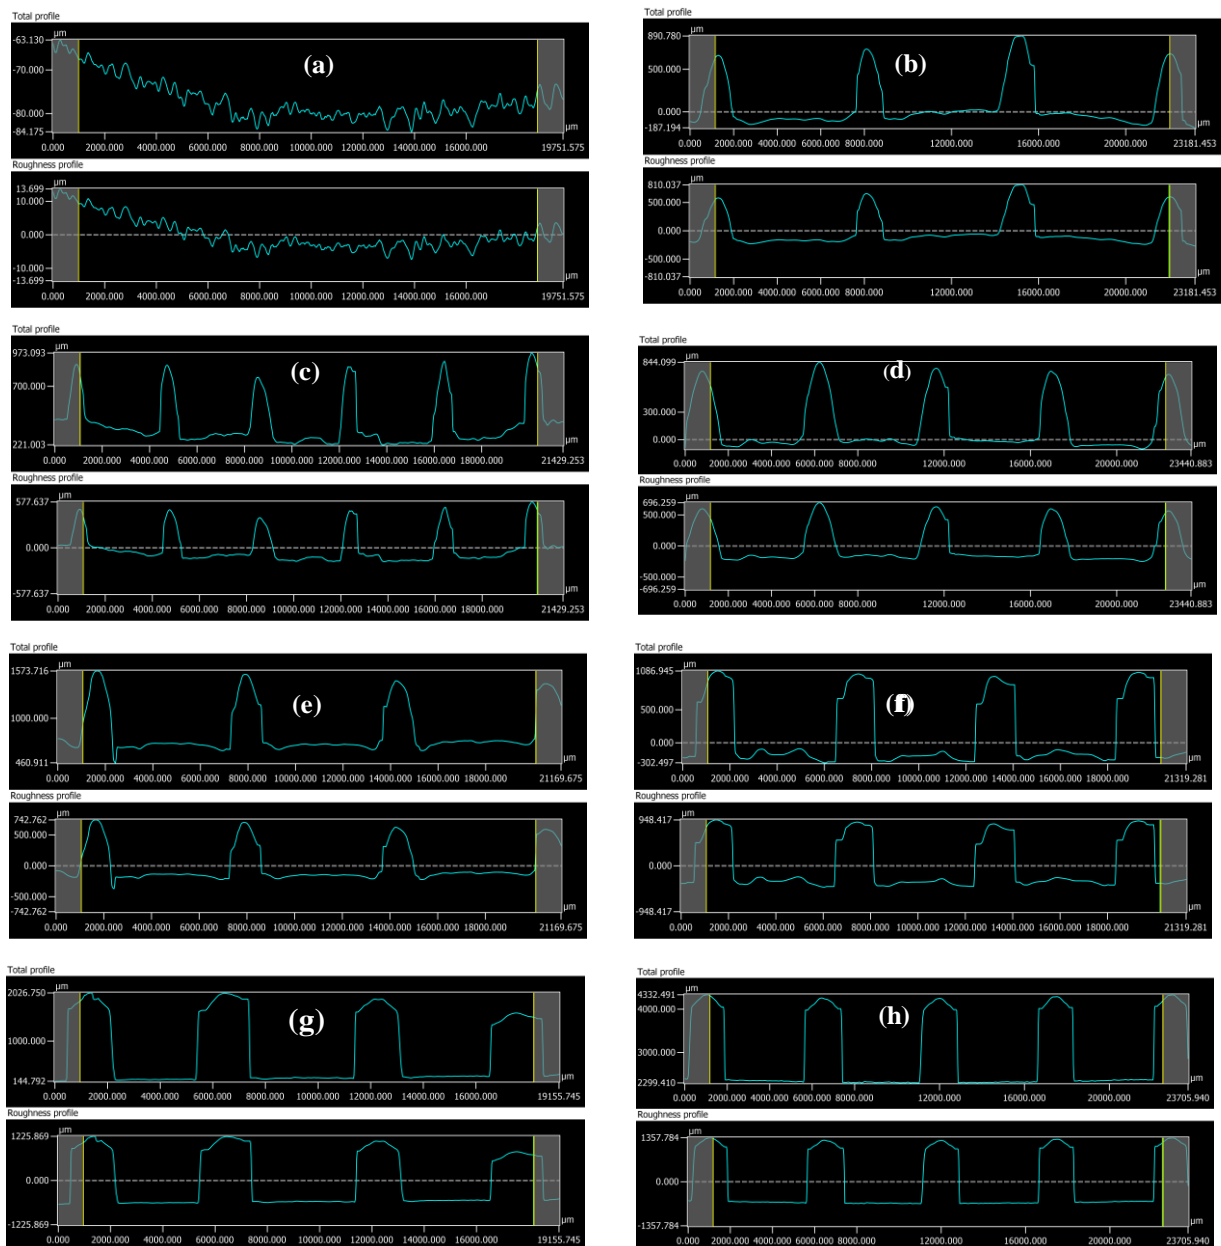 Total profile
µm
-63.130
-70.000
-80.000
-84.175
(a)
µm
0.000 2000.000 4000.000 6000.000 8000.000 10000.000 12000.000 14000.000 16000.000 19751.575
Roughness profile
µm
13.699
10.000
0.000
-10.000
-13.699
µm
0.000 2000.000 4000.000 6000.000 8000.000 10000.000 12000.000 14000.000 16000.000 19751.575
Total profile
µm
890.780
500.000
0.000
-187.194
(b)
µm
0.000 2000.000 4000.000 6000.000 8000.000 12000.000 16000.000 20000.000 23181.453
Roughness profile
µm
810.037
500.000
0.000
-500.000
-810.037
µm
0.000 2000.000 4000.000 6000.000 8000.000 12000.000 16000.000 20000.000 23181.453
Total profile
µm
973.093
700.000
221.003
(c)
µm
0.000 2000.000 4000.000 6000.000 8000.000 10000.000 12000.000 14000.000 16000.000 18000.000 21429.253
Roughness profile
µm
577.637
0.000
-577.637
µm
0.000 2000.000 4000.000 6000.000 8000.000 10000.000 12000.000 14000.000 16000.000 18000.000 21429.253
Total profile
µm
844.099
300.000
0.000
(d)
µm
0.000 2000.000 4000.000 6000.000 8000.000 12000.000 16000.000 20000.000 23440.883
Roughness profile
µm
696.259
500.000
0.000
-500.000
-696.259
µm
0.000 2000.000 4000.000 6000.000 8000.000 12000.000 16000.000 20000.000 23440.883
Total profile
µm
1573.716
1000.000
460.911
(e)
µm
0.000 2000.000 4000.000 6000.000 8000.000 10000.000 12000.000 14000.000 16000.000 21169.675
Roughness profile
µm
742.762
500.000
0.000
-500.000
-742.762
µm
0.000 2000.000 4000.000 6000.000 8000.000 10000.000 12000.000 14000.000 16000.000 21169.675
Total profile
µm
1086.945
500.000
0.000
-302.497
(f)
µm
0.000 2000.000 4000.000 6000.000 8000.000 10000.000 12000.000 14000.000 16000.000 18000.000 21319.281
Roughness profile
µm
948.417
0.000
-948.417
µm
0.000 2000.000 4000.000 6000.000 8000.000 10000.000 12000.000 14000.000 16000.000 18000.000 21319.281
Total profile
µm
2026.750
1000.000
144.792
(g)
µm
0.000 2000.000 4000.000 6000.000 8000.000 10000.000 12000.000 14000.000 16000.000 19155.745
Roughness profile
µm
1225.869
0.000
-1225.869
µm
0.000 2000.000 4000.000 6000.000 8000.000 10000.000 12000.000 14000.000 16000.000 19155.745
Total profile
µm
4332.491
4000.000
3000.000
2299.410
(h)
µm
0.000 2000.000 4000.000 6000.000 8000.000 12000.000 16000.000 20000.000 23705.940
Roughness profile
µm
1357.784
0.000
-1357.784
µm
0.000 2000.000 4000.000 6000.000 8000.000 12000.000 16000.000 20000.000 23705.940